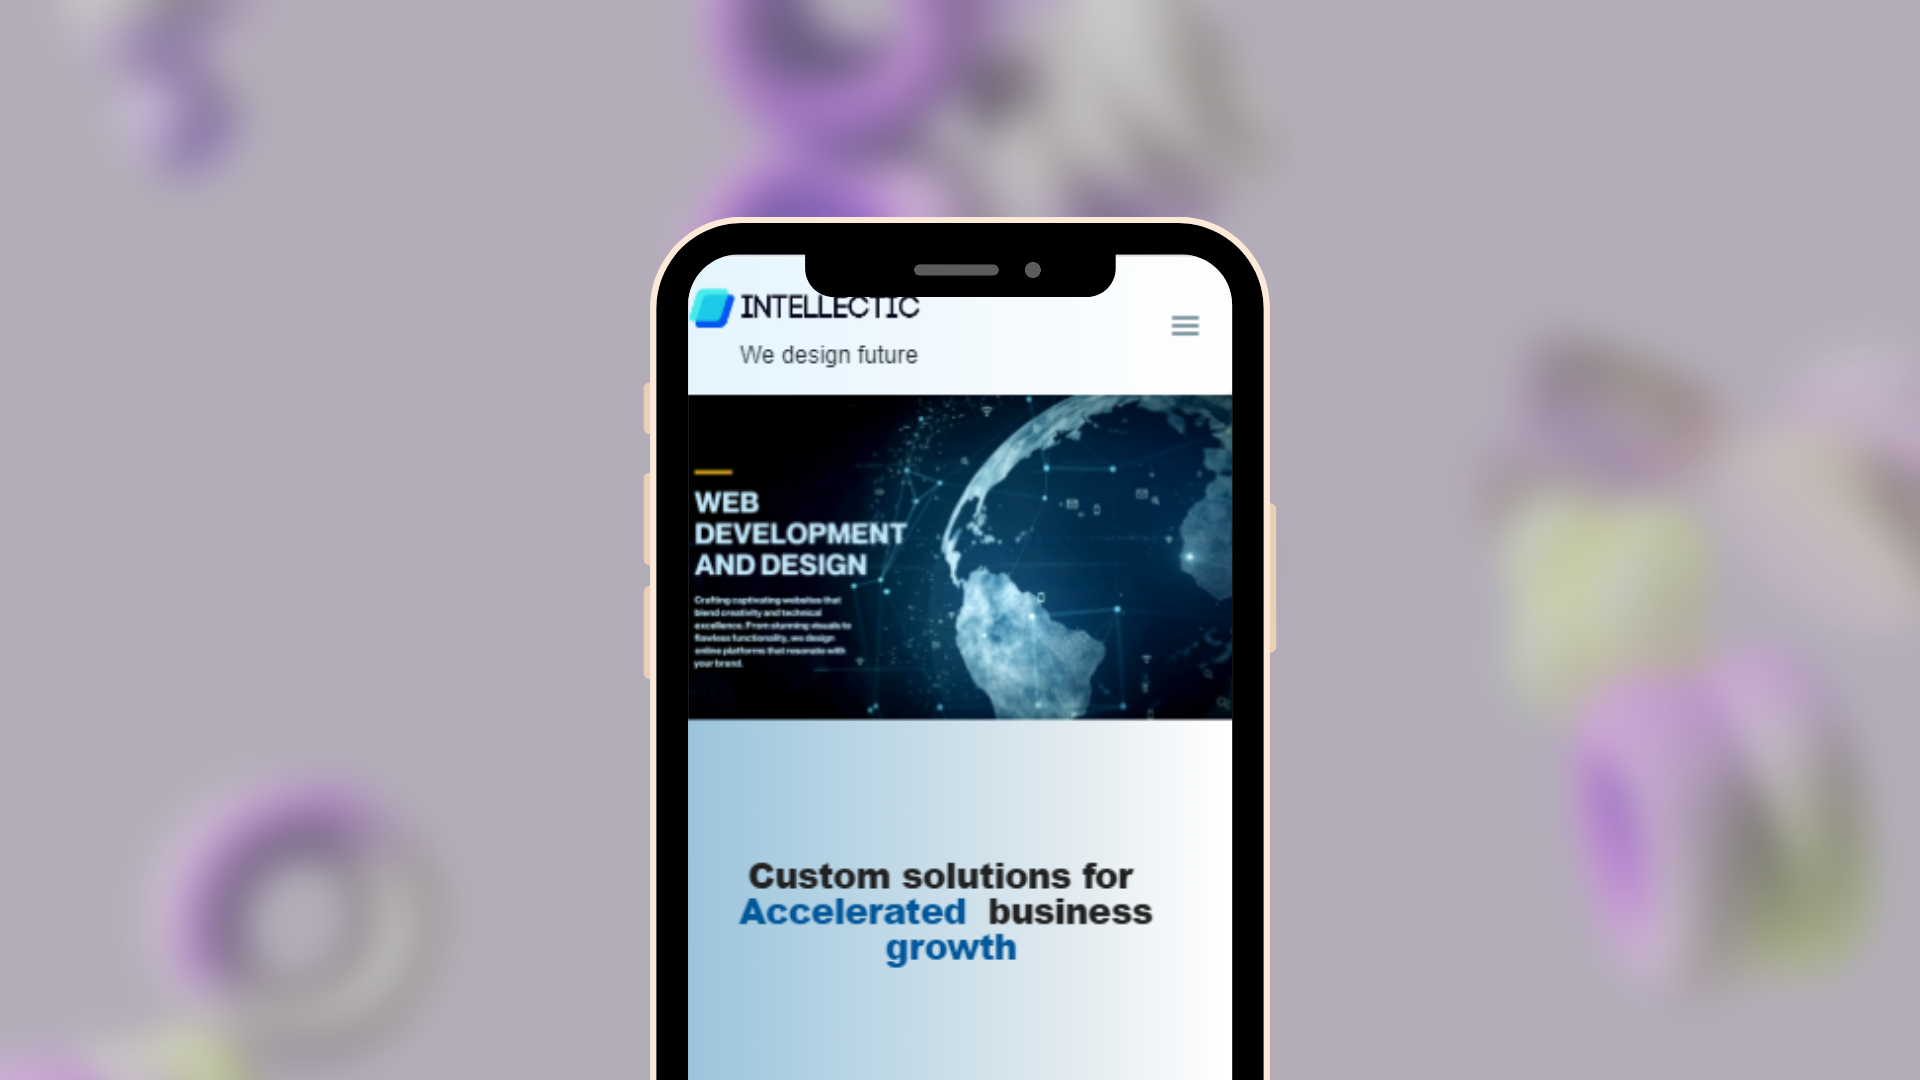 INTELLECTIC
We design future
WEB
DEVELOPMENT
AND DESIGN
Crafting captivating websites that
blend creativity and technical
excellence. From stunning visuals to
flawless functionality, we design
online platforms that resonate with
your brand.
Custom solutions for
Accelerated business
growth